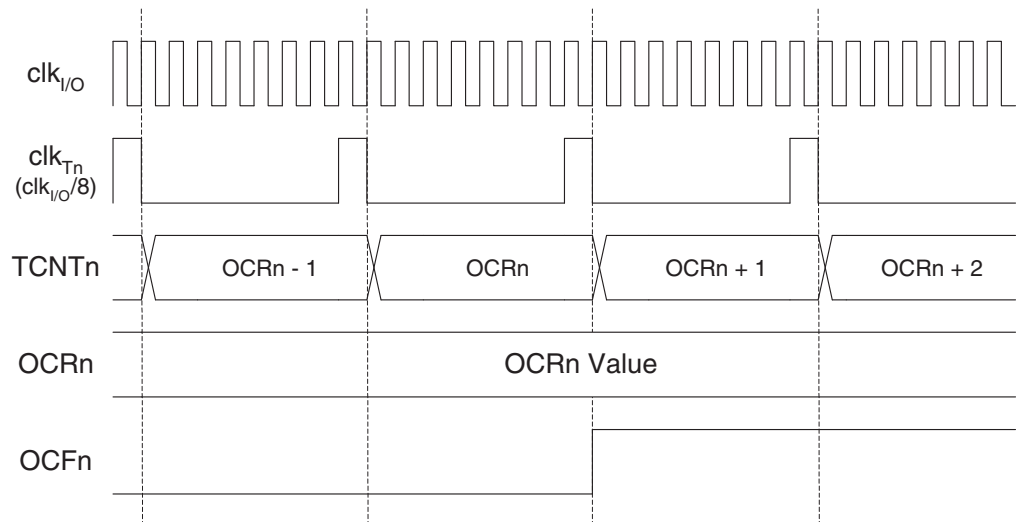 clkI/O
clkTn
(clkI/O/8)
TCNTn OCRn - 1 OCRn OCRn + 1 OCRn + 2
OCRn OCRn Value
OCFn